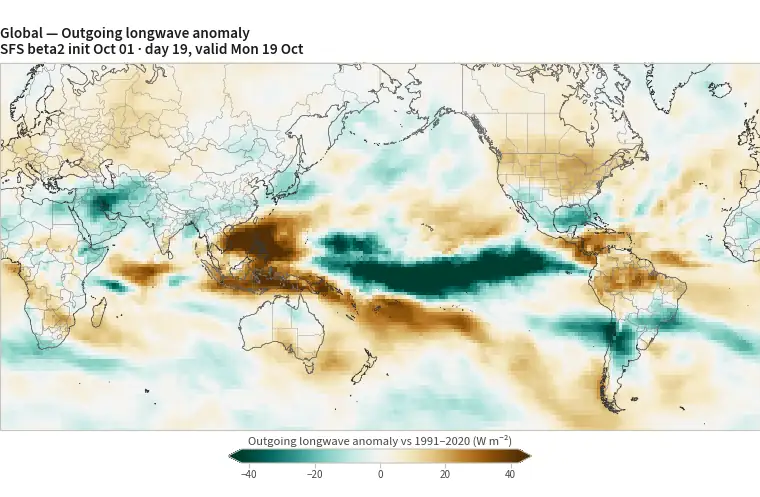 Global — Outgoing longwave anomaly
SFS beta2 init Oct 01 · day 19, valid Mon 19 Oct
Outgoing longwave anomaly vs 1991–2020 (W m⁻²)
−40 −20 0 20 40